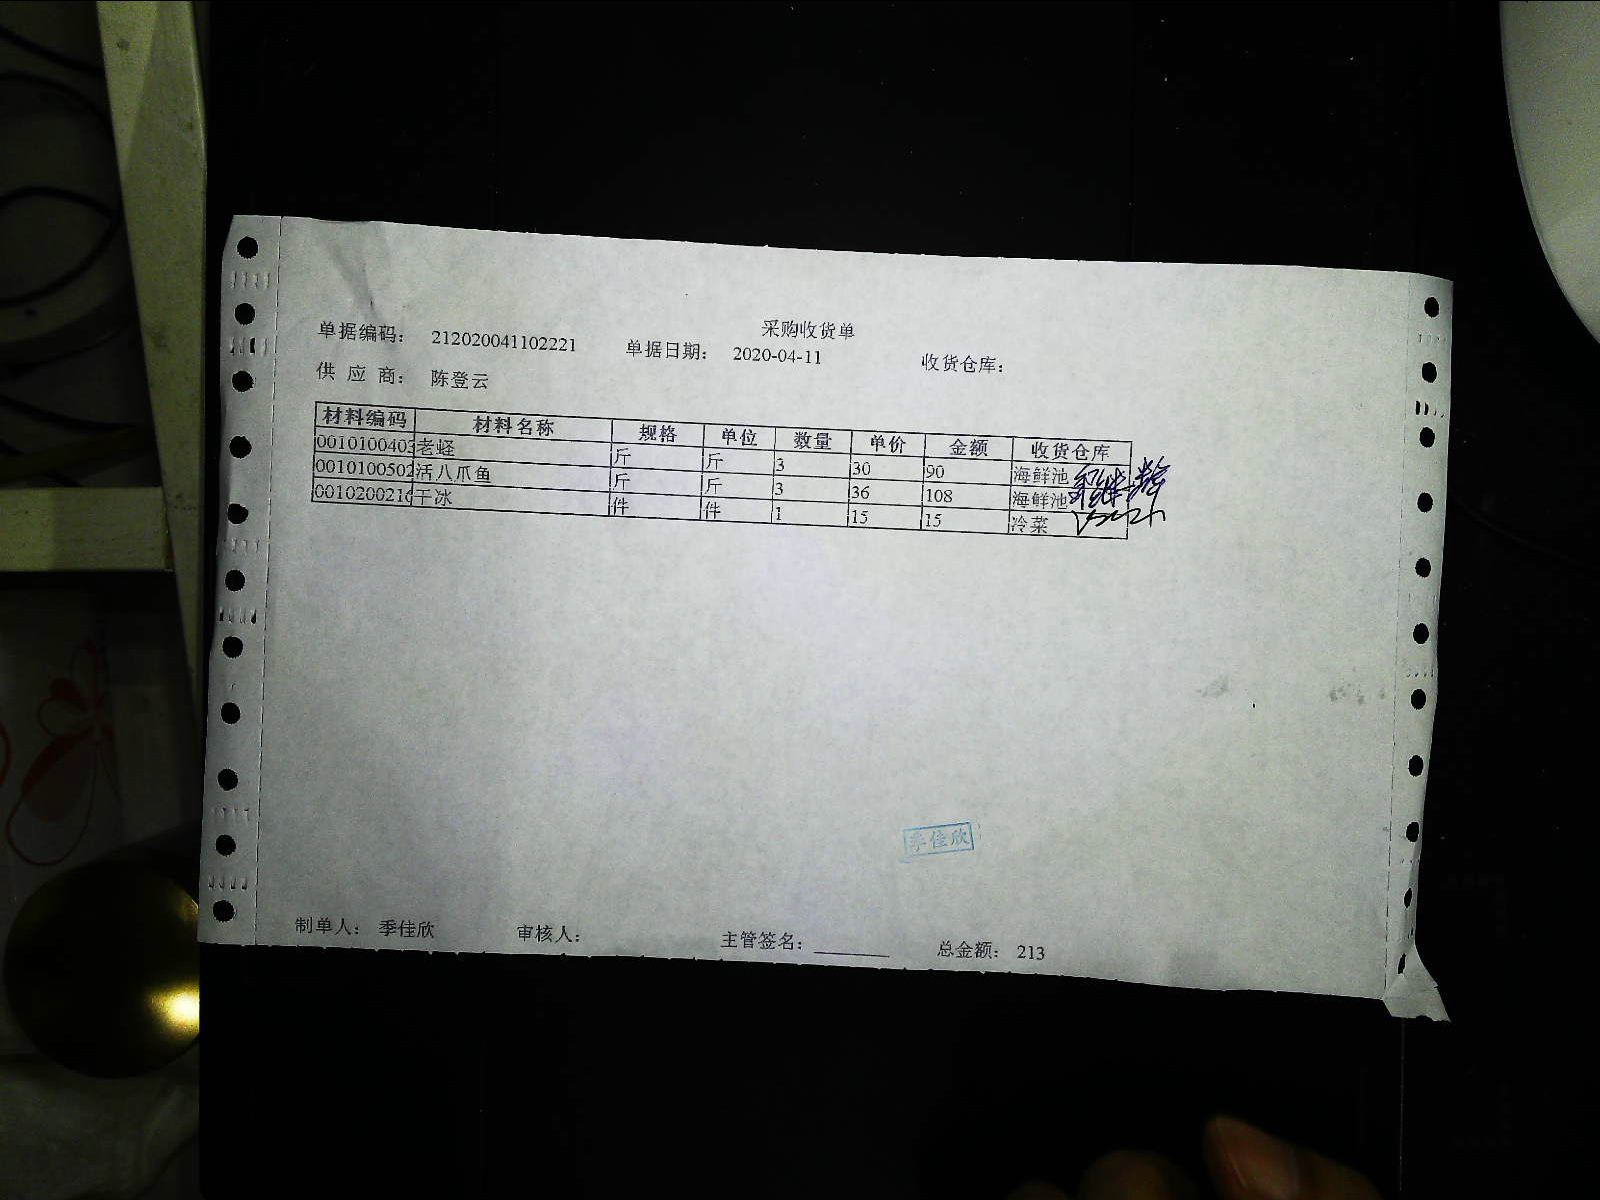 采购收货单
单据编码： 212020041102221 单据日期： 2020-04-11 收货仓库：
供 应 商： 陈登云
材料编码 材料名称 规格 单位 数量 单价 金额 收货仓库
0010100403 老蛏 斤 斤 3 30 90 海鲜池
0010100502 活八爪鱼 斤 斤 3 36 108 海鲜池
0010200210 干冰 件 件 1 15 15 冷菜
季佳欣
制单人： 季佳欣 审核人： 主管签名： 总金额： 213